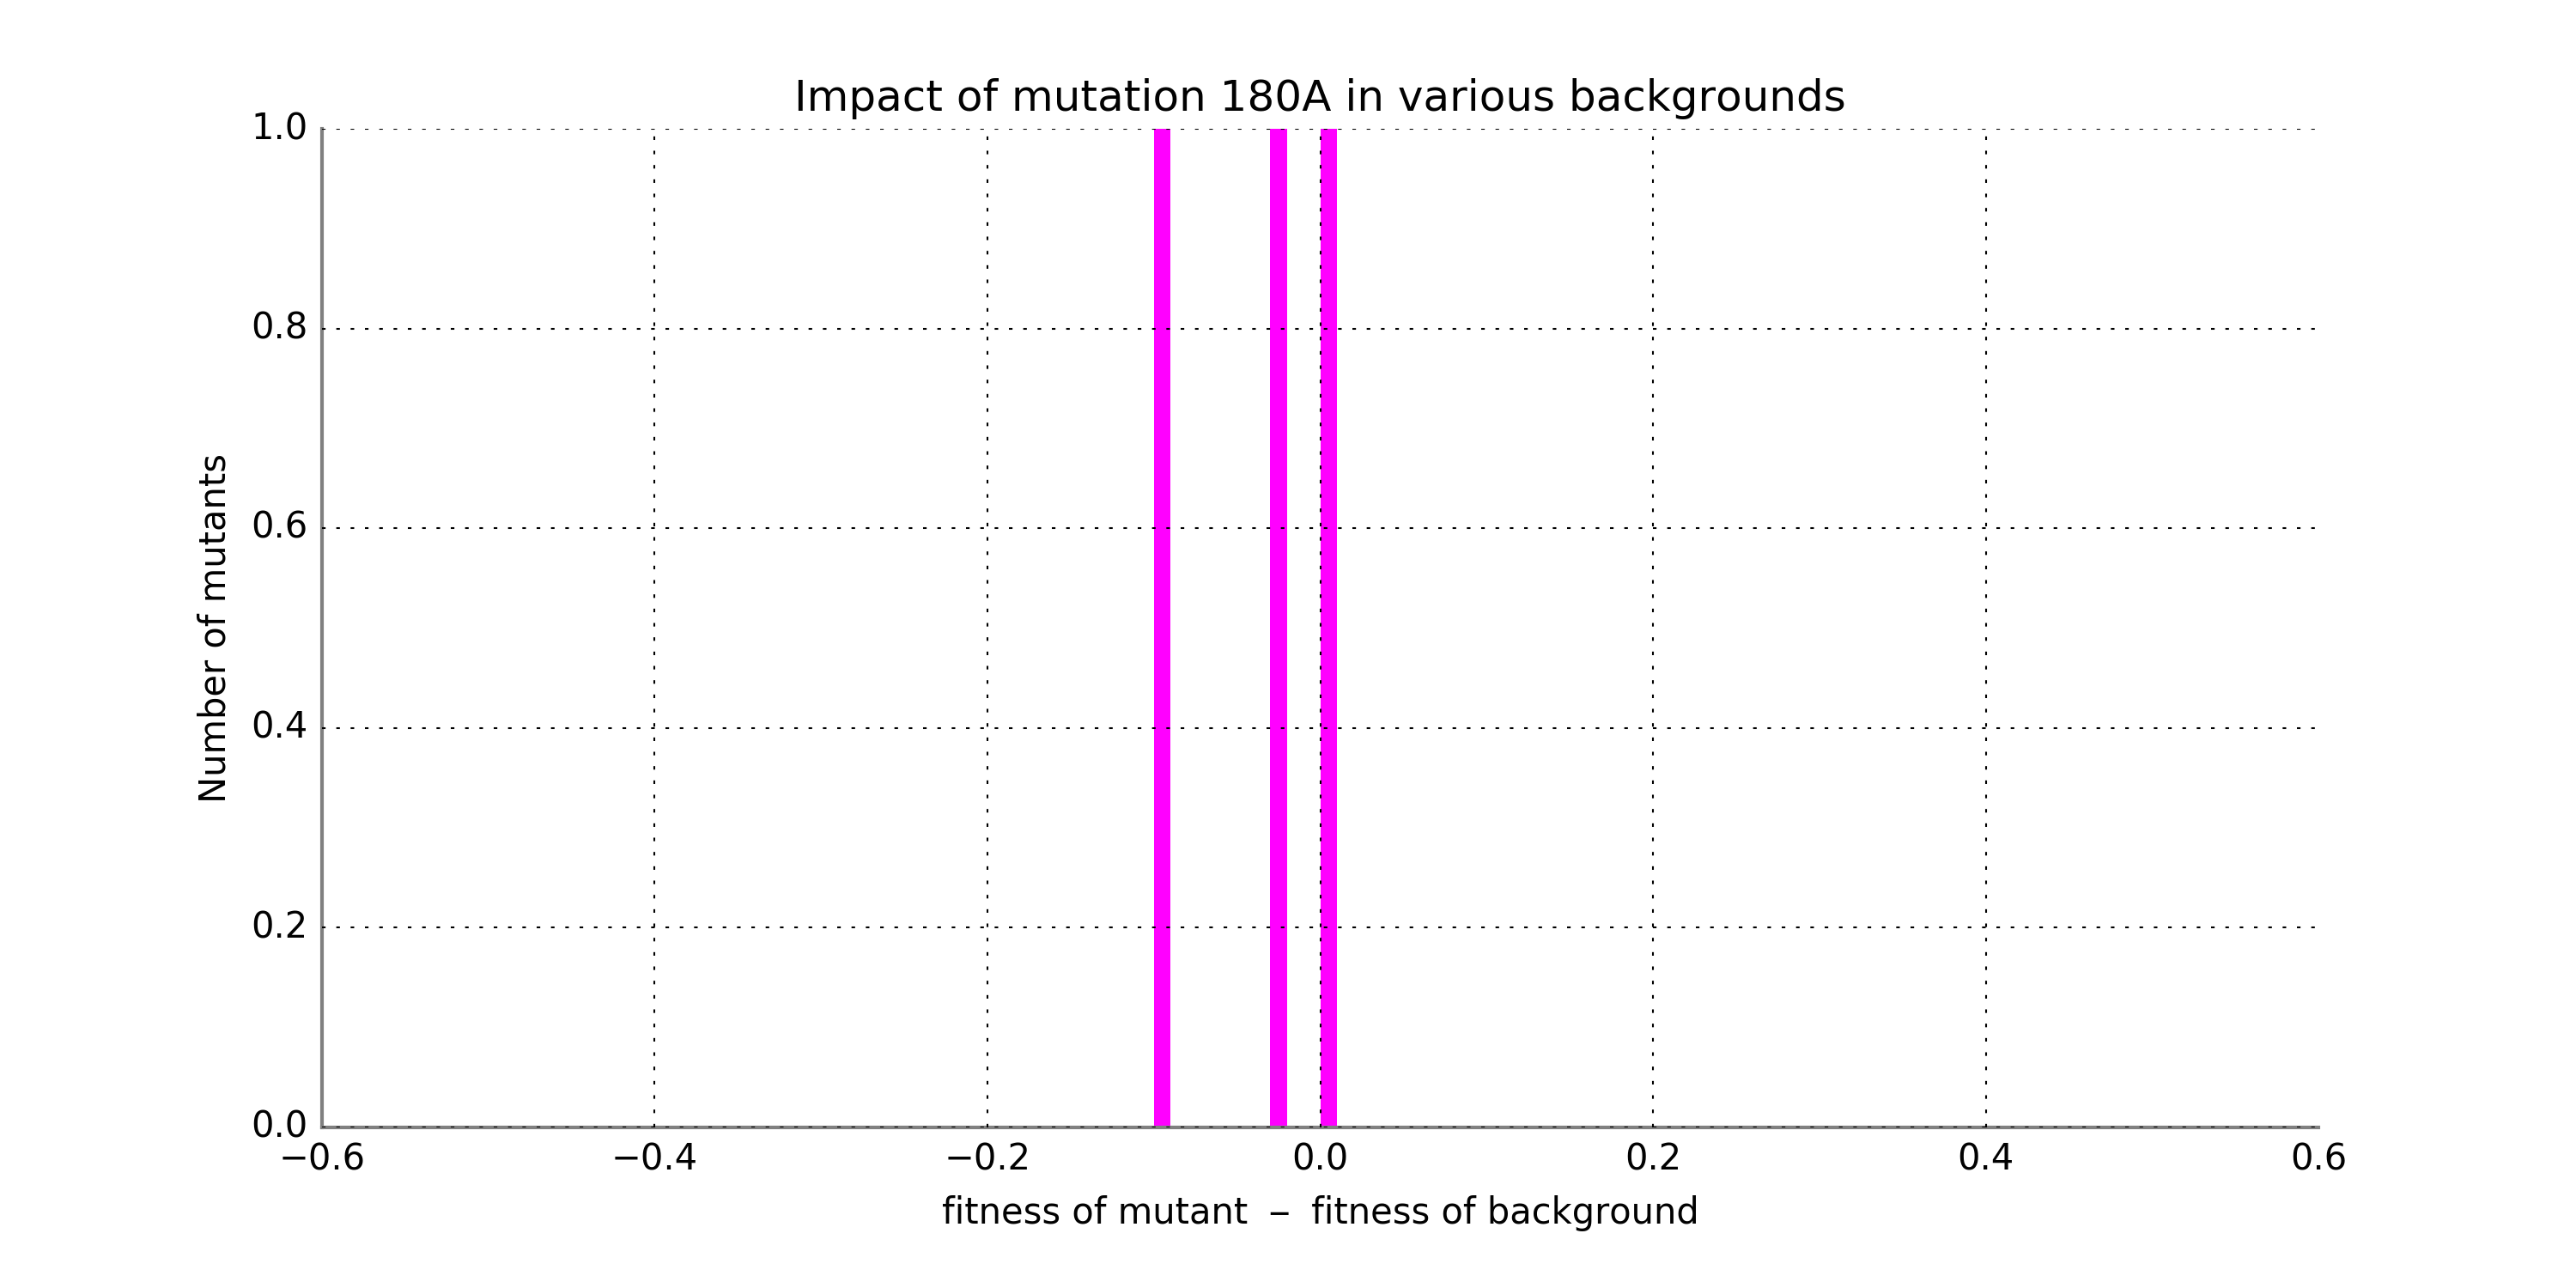 Impact of mutation 180A in various backgrounds
1.0
0.8
0.6
0.4
0.2
0.0
Number of mutants
−0.6 −0.4 −0.2 0.0 0.2 0.4 0.6
fitness of mutant − fitness of background